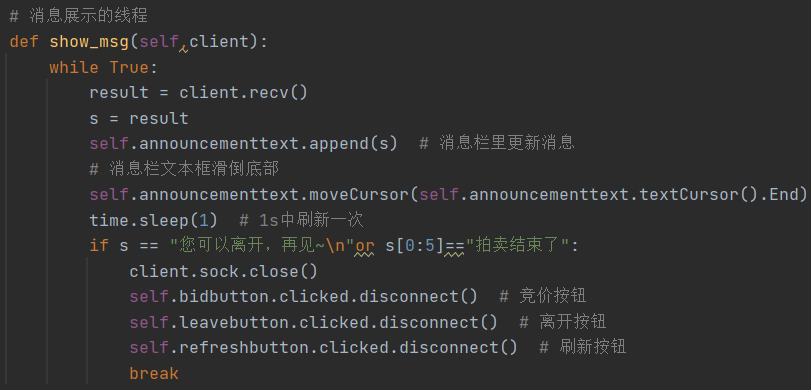 # 消息展示的线程
def show_msg(self,client):
    while True:
        result = client.recv()
        s = result
        self.announcementtext.append(s)  # 消息栏里更新消息
        # 消息栏文本框滑倒底部
        self.announcementtext.moveCursor(self.announcementtext.textCursor().End)
        time.sleep(1)  # 1s中刷新一次
        if s == "您可以离开，再见~\n"or s[0:5]=="拍卖结束了":
            client.sock.close()
            self.bidbutton.clicked.disconnect()  # 竞价按钮
            self.leavebutton.clicked.disconnect()  # 离开按钮
            self.refreshbutton.clicked.disconnect()  # 刷新按钮
            break